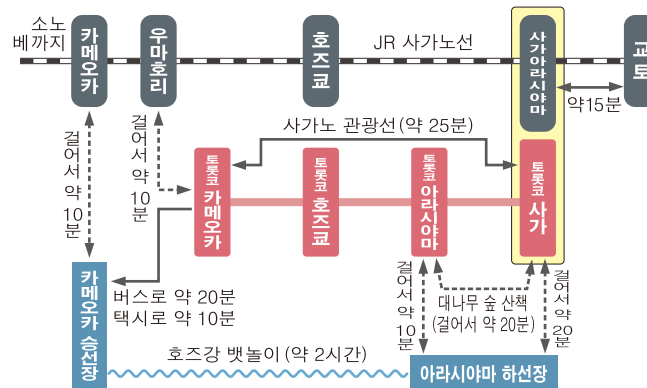 소노
베까지
카메오카
우마호리
호즈쿄
JR 사가노선
사가아라시야마
교토
약15분
사가노 관광선 (약 25분)
걸어서 약 10분
걸어서 약 10분
토롯코 카메오카
토롯코 호즈쿄
토롯코 아라시야마
토롯코 사가
버스로 약 20분
택시로 약 10분
걸어서 약 10분
대나무 숲 산책
(걸어서 약 20분)
걸어서 약 20분
카메오카 승선장
호즈강 뱃놀이 (약 2시간)
아라시야마 하선장